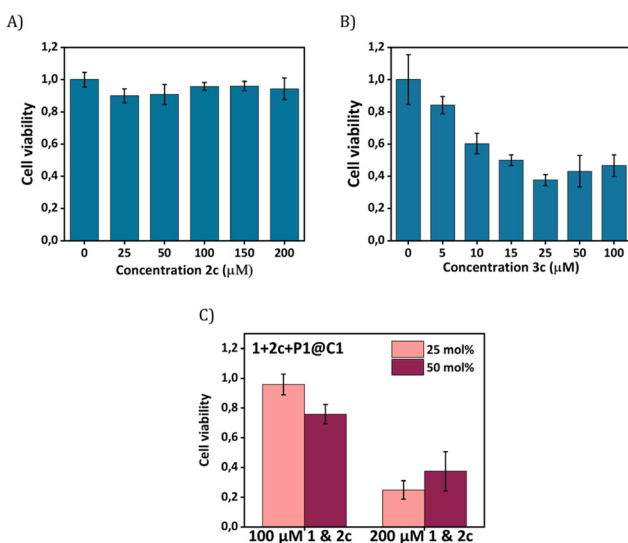 A)
1,2
1,0
0,8
0,6
0,4
0,2
0,0
Cell viability
0 25 50 100 150 200
Concentration 2c (μM)
B)
1,2
1,0
0,8
0,6
0,4
0,2
0,0
Cell viability
0 5 10 15 25 50 100
Concentration 3c (μM)
C)
1+2c+P1@C1
25 mol%
50 mol%
1,2
1,0
0,8
0,6
0,4
0,2
0,0
Cell viability
100 μM 1 & 2c 200 μM 1 & 2c